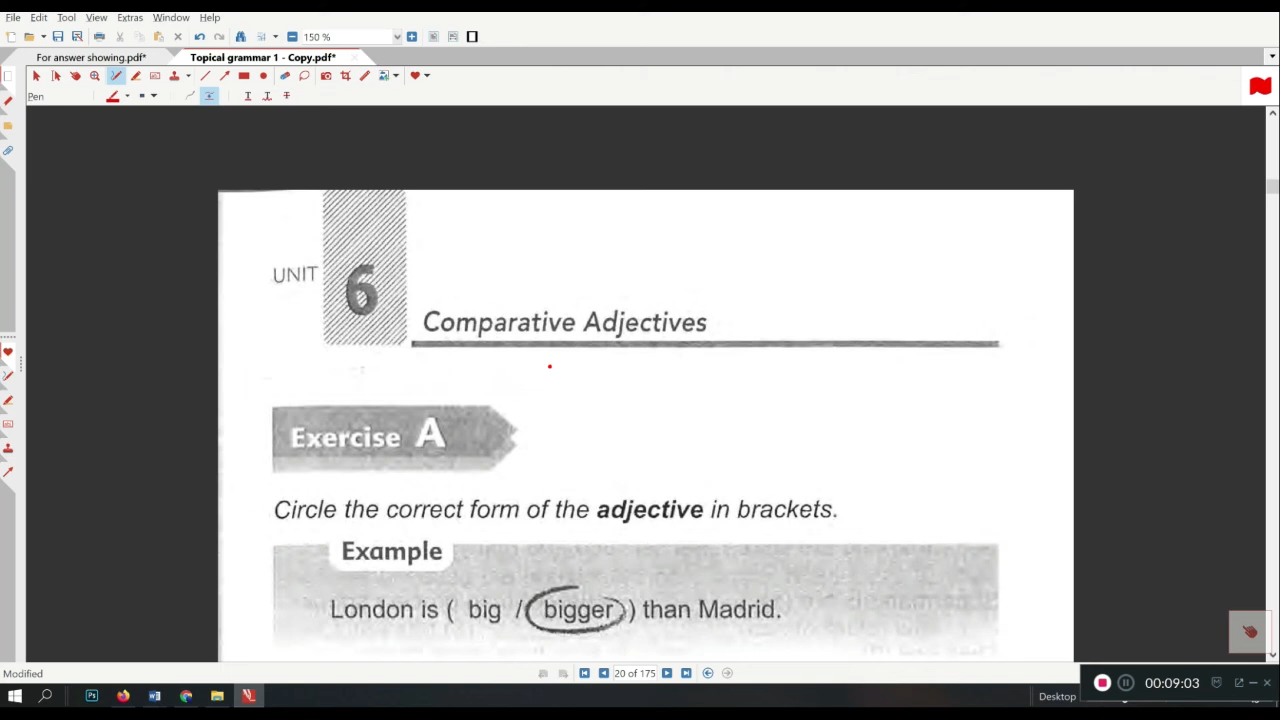 File Edit Tool View Extras Window Help
150 %
For answer showing.pdf* Topical grammar 1 - Copy.pdf*
Pen
UNIT 6
Comparative Adjectives
Exercise A
Circle the correct form of the adjective in brackets.
Example
London is ( big / bigger ) than Madrid.
Modified
20 of 175
Desktop
00:09:03